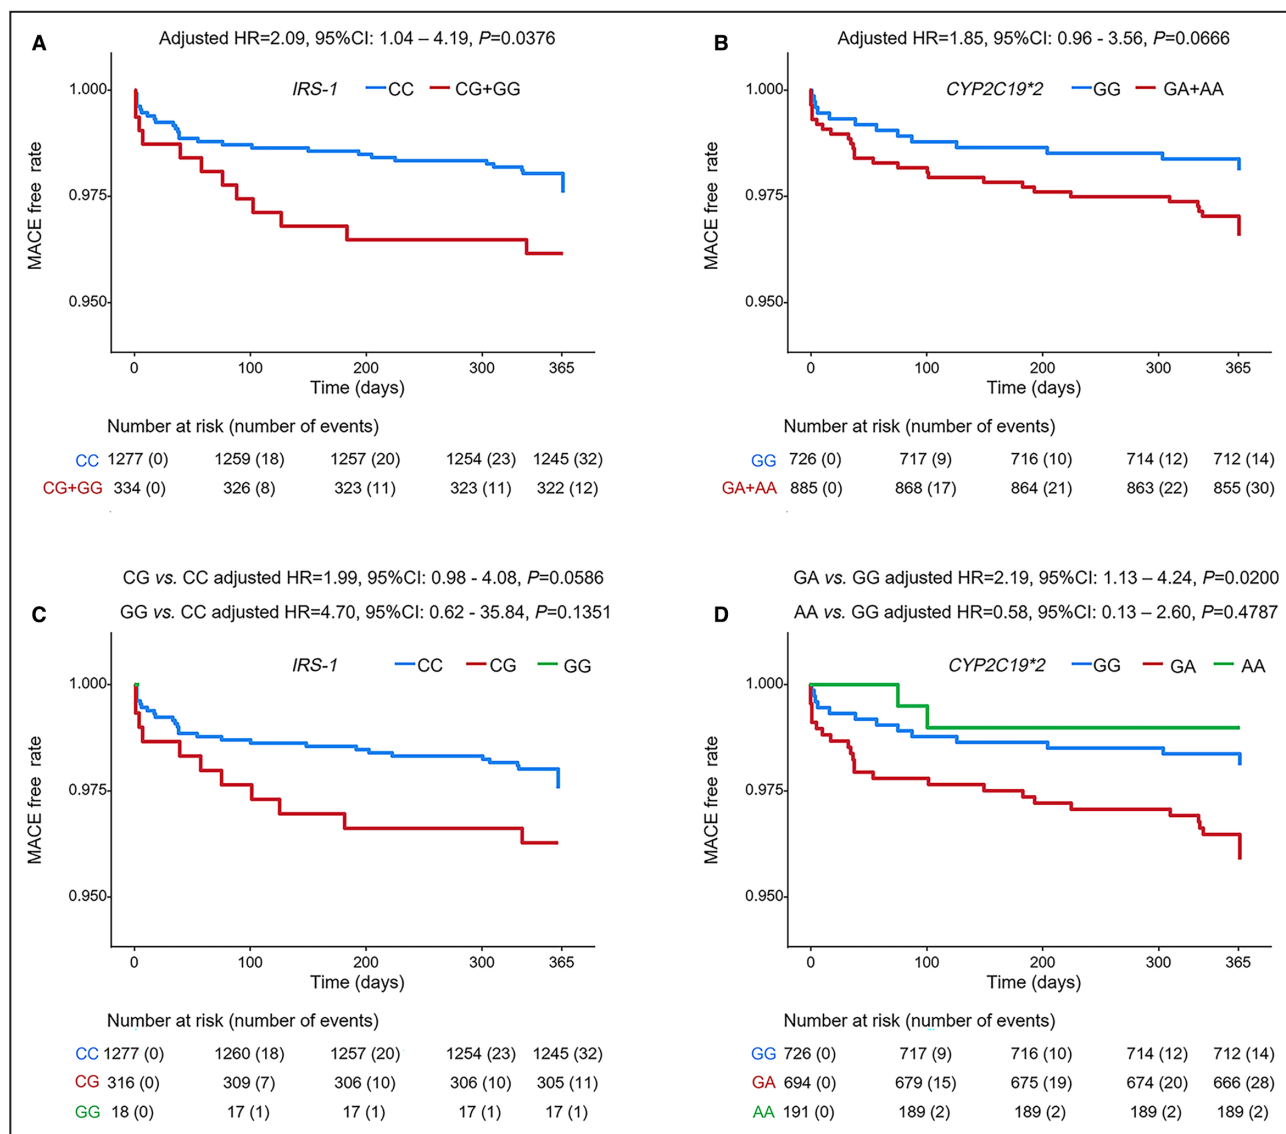 A
Adjusted HR=2.09, 95%CI: 1.04 – 4.19, P=0.0376
IRS-1 CC CG+GG
MACE free rate
1.000
0.975
0.950
0 100 200 300 365
Time (days)
Number at risk (number of events)
CC 1277 (0) 1259 (18) 1257 (20) 1254 (23) 1245 (32)
CG+GG 334 (0) 326 (8) 323 (11) 323 (11) 322 (12)
B
Adjusted HR=1.85, 95%CI: 0.96 - 3.56, P=0.0666
CYP2C19*2 GG GA+AA
MACE free rate
1.000
0.975
0.950
0 100 200 300 365
Time (days)
Number at risk (number of events)
GG 726 (0) 717 (9) 716 (10) 714 (12) 712 (14)
GA+AA 885 (0) 868 (17) 864 (21) 863 (22) 855 (30)
CG vs. CC adjusted HR=1.99, 95%CI: 0.98 - 4.08, P=0.0586
C GG vs. CC adjusted HR=4.70, 95%CI: 0.62 - 35.84, P=0.1351
IRS-1 CC CG GG
MACE free rate
1.000
0.975
0.950
0 100 200 300 365
Time (days)
Number at risk (number of events)
CC 1277 (0) 1260 (18) 1257 (20) 1254 (23) 1245 (32)
CG 316 (0) 309 (7) 306 (10) 306 (10) 305 (11)
GG 18 (0) 17 (1) 17 (1) 17 (1) 17 (1)
GA vs. GG adjusted HR=2.19, 95%CI: 1.13 – 4.24, P=0.0200
D AA vs. GG adjusted HR=0.58, 95%CI: 0.13 – 2.60, P=0.4787
CYP2C19*2 GG GA AA
MACE free rate
1.000
0.975
0.950
0 100 200 300 365
Time (days)
Number at risk (number of events)
GG 726 (0) 717 (9) 716 (10) 714 (12) 712 (14)
GA 694 (0) 679 (15) 675 (19) 674 (20) 666 (28)
AA 191 (0) 189 (2) 189 (2) 189 (2) 189 (2)